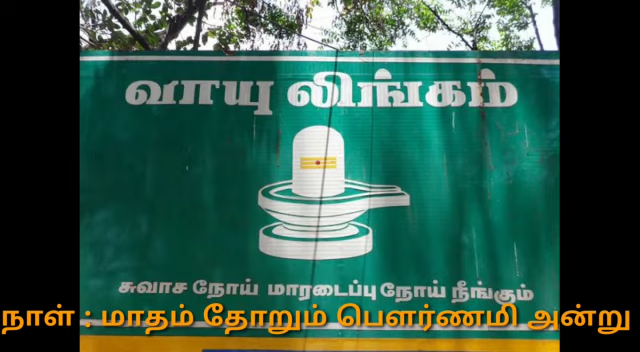 வாயு லிங்கம்
சுவாச நோய் மாரடைப்பு நோய் நீங்கும்
நாள் : மாதம் தோறும் பௌர்ணமி அன்று